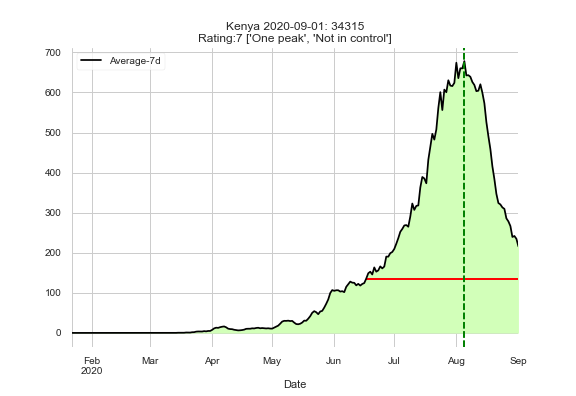 Kenya 2020-09-01: 34315
Rating:7 ['One peak', 'Not in control']
700
Average-7d
600
500
400
300
200
100
0
Feb Mar Apr May Jun Jul Aug Sep
2020
Date